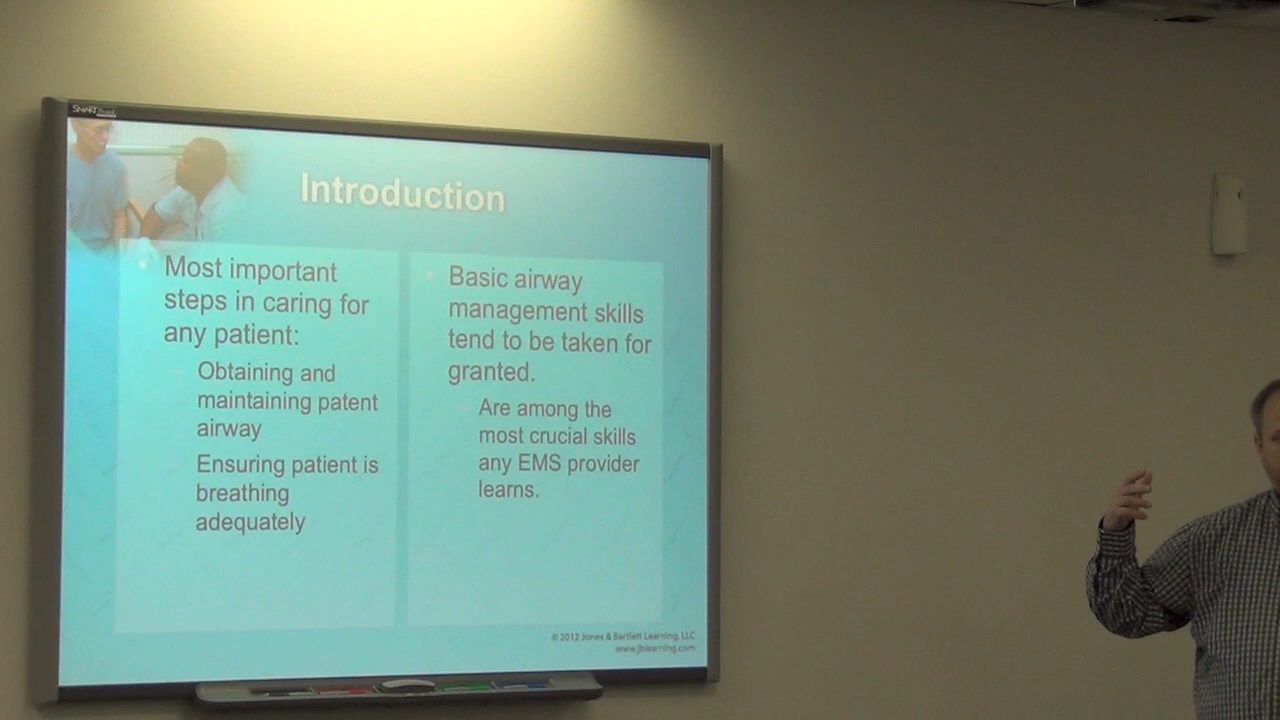 SMART Board
Introduction
Most important
steps in caring for
any patient:
Obtaining and
maintaining patent
airway
Ensuring patient is
breathing
adequately
Basic airway
management skills
tend to be taken for
granted.
Are among the
most crucial skills
any EMS provider
learns.
© 2012 Jones & Bartlett Learning, LLC
www.jblearning.com